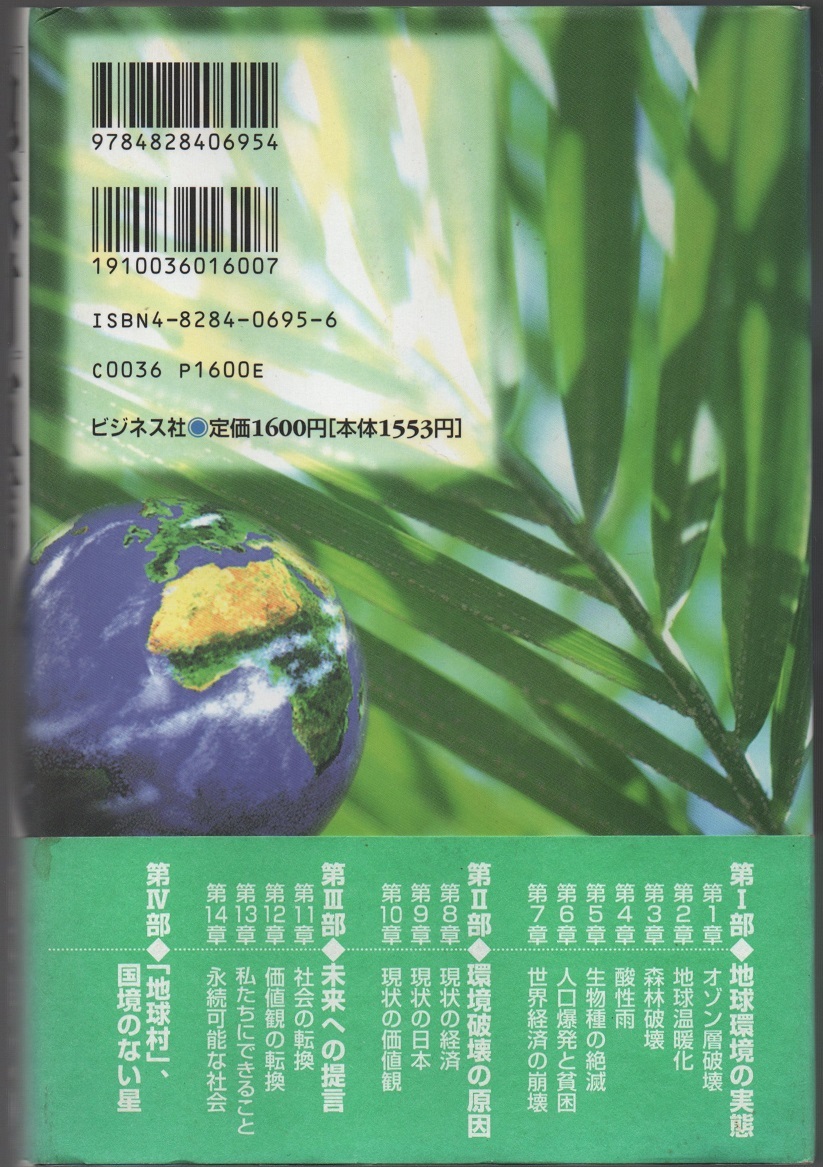 9784828406954
1910036016007
ISBN4-8284-0695-6
C0036 P1600E
ビジネス社●定価1600円[本体1553円]
第Ⅰ部◆地球環境の実態
第1章 オゾン層破壊
第2章 地球温暖化
第3章 森林破壊
第4章 酸性雨
第5章 生物種の絶滅
第6章 人口爆発と貧困
第7章 世界経済の崩壊
第Ⅱ部◆環境破壊の原因
第8章 現状の経済
第9章 現状の日本
第10章 現状の価値観
第Ⅲ部◆未来への提言
第11章 社会の転換
第12章 価値観の転換
第13章 私たちにできること
第14章 永続可能な社会
第Ⅳ部◆「地球村」、
国境のない星